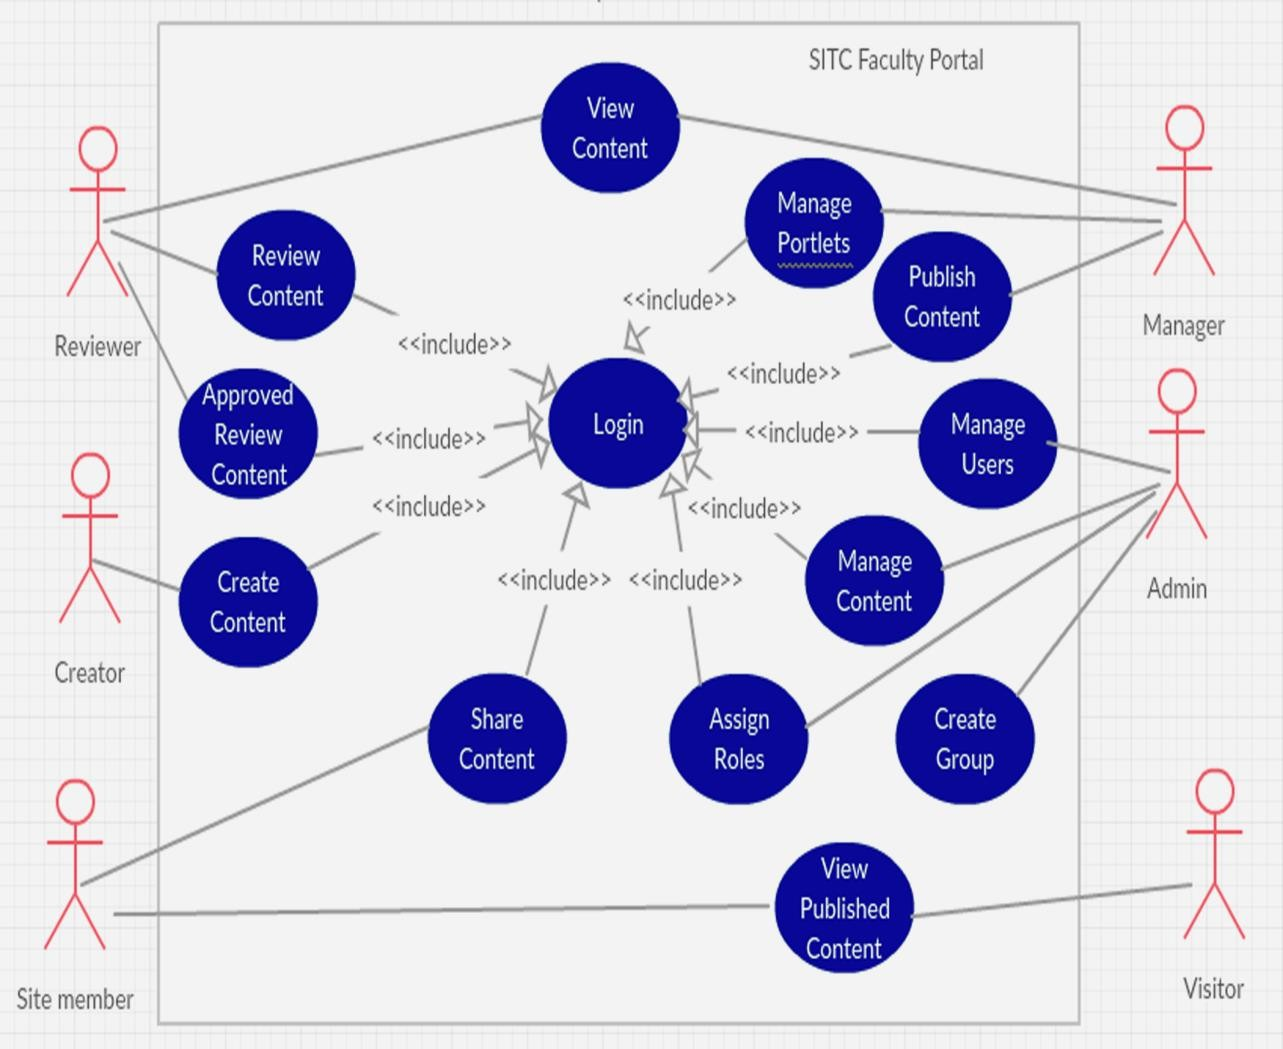 SITC Faculty Portal
View
Content
Manage
Portlets
Review
Content
Publish
Content
<<include>>
Manager
Reviewer
<<include>>
<<include>>
Approved
Review
Content
Login
<<include>>
<<include>>
Manage
Users
<<include>>
<<include>>
Create
Content
<<include>>
<<include>>
Manage
Content
Admin
Creator
Share
Content
Assign
Roles
Create
Group
View
Published
Content
Site member
Visitor